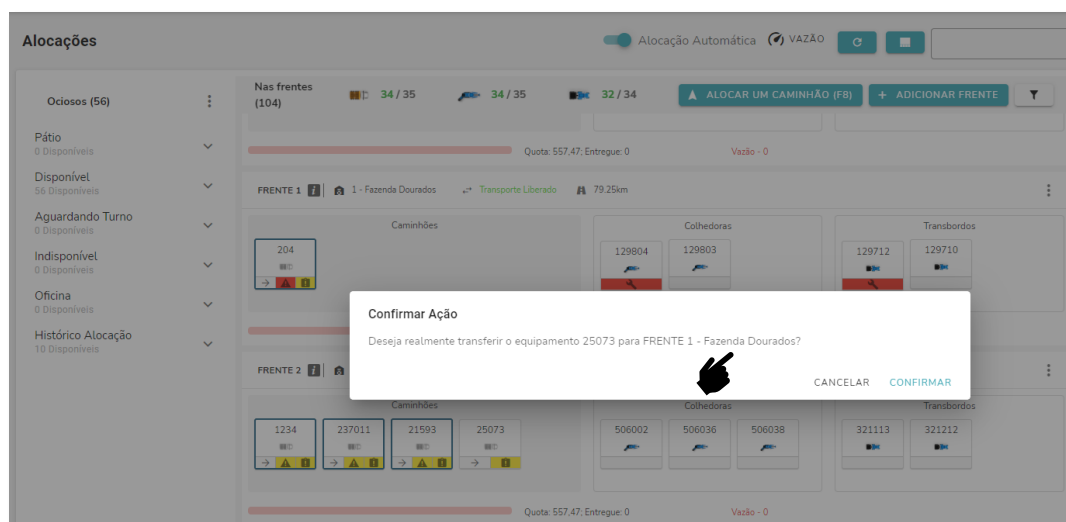 Alocações
Alocação Automática
VAZÃO
Ociosos (56)
Nas frentes
(104)
34 / 35
34 / 35
32 / 34
ALOCAR UM CAMINHÃO (F8)
+ ADICIONAR FRENTE
Pátio
0 Disponíveis
Disponível
56 Disponíveis
Aguardando Turno
0 Disponíveis
Indisponível
0 Disponíveis
Oficina
0 Disponíveis
Histórico Alocação
10 Disponíveis
Quota: 557,47; Entregue: 0
Vazão - 0
FRENTE 1
1 - Fazenda Dourados
Transporte Liberado
79.25km
Caminhões
Colhedoras
Transbordos
204
129804
129803
129712
129710
Confirmar Ação
Deseja realmente transferir o equipamento 25073 para FRENTE 1 - Fazenda Dourados?
CANCELAR
CONFIRMAR
FRENTE 2
Caminhões
Colhedoras
Transbordos
1234
237011
21593
25073
506002
506036
506038
321113
321212
Quota: 557,47; Entregue: 0
Vazão - 0